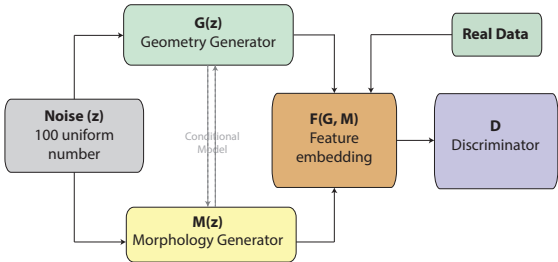 G(z)
Geometry Generator
Real Data
Noise (z)
100 uniform
number
Conditional
Model
F(G, M)
Feature
embedding
D
Discriminator
M(z)
Morphology Generator